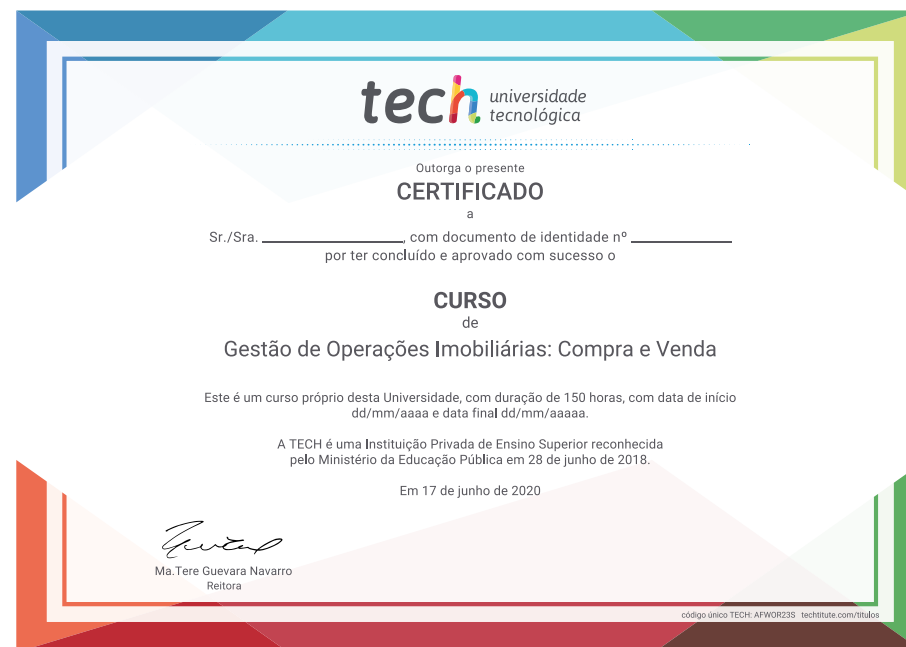 tech universidade
tecnológica
Outorga o presente
CERTIFICADO
a
Sr./Sra. ____________, com documento de identidade nº ____________
por ter concluído e aprovado com sucesso o
CURSO
de
Gestão de Operações Imobiliárias: Compra e Venda
Este é um curso próprio desta Universidade, com duração de 150 horas, com data de início
dd/mm/aaaa e data final dd/mm/aaaaa.
A TECH é uma Instituição Privada de Ensino Superior reconhecida
pelo Ministério da Educação Pública em 28 de junho de 2018.
Em 17 de junho de 2020
Ma.Tere Guevara Navarro
Reitora
código único TECH: AFWOR23S techtitute.com/titulos